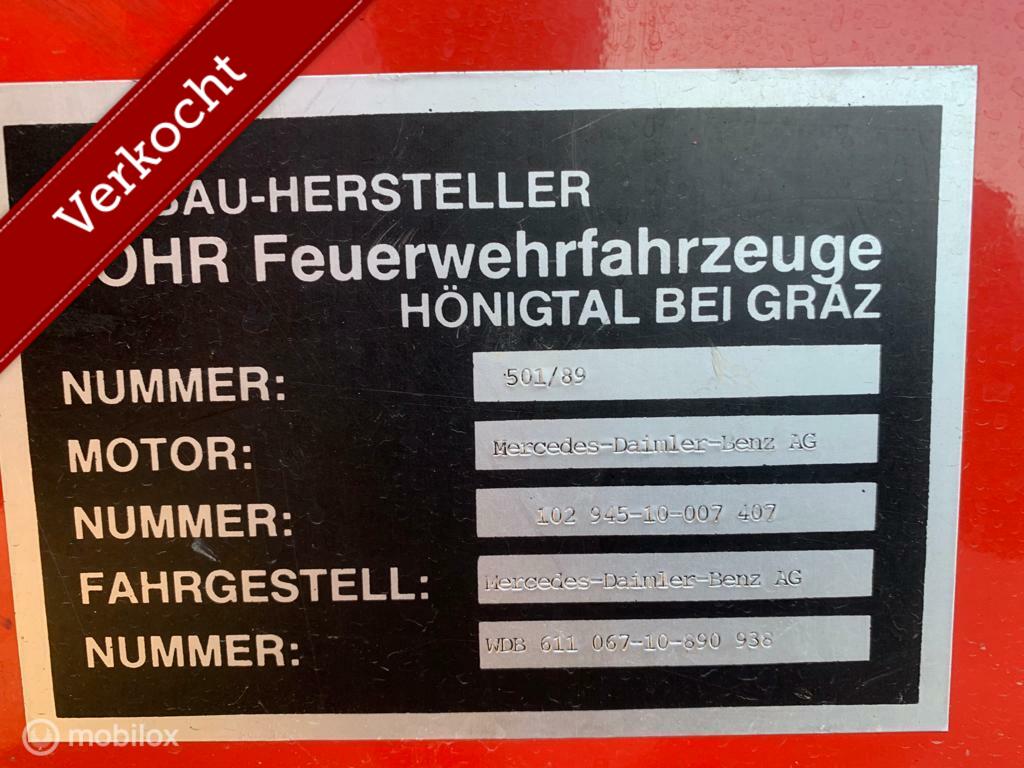 Verkocht
BAU-HERSTELLER
OHR Feuerwehrfahrzeuge
HÖNIGTAL BEI GRAZ
NUMMER: 501/89
MOTOR: Mercedes-Daimler-Benz AG
NUMMER: 102 945-10-007 407
FAHRGESTELL: Mercedes-Daimler-Benz AG
NUMMER: WDB 611 067-10-890 938
mobilox